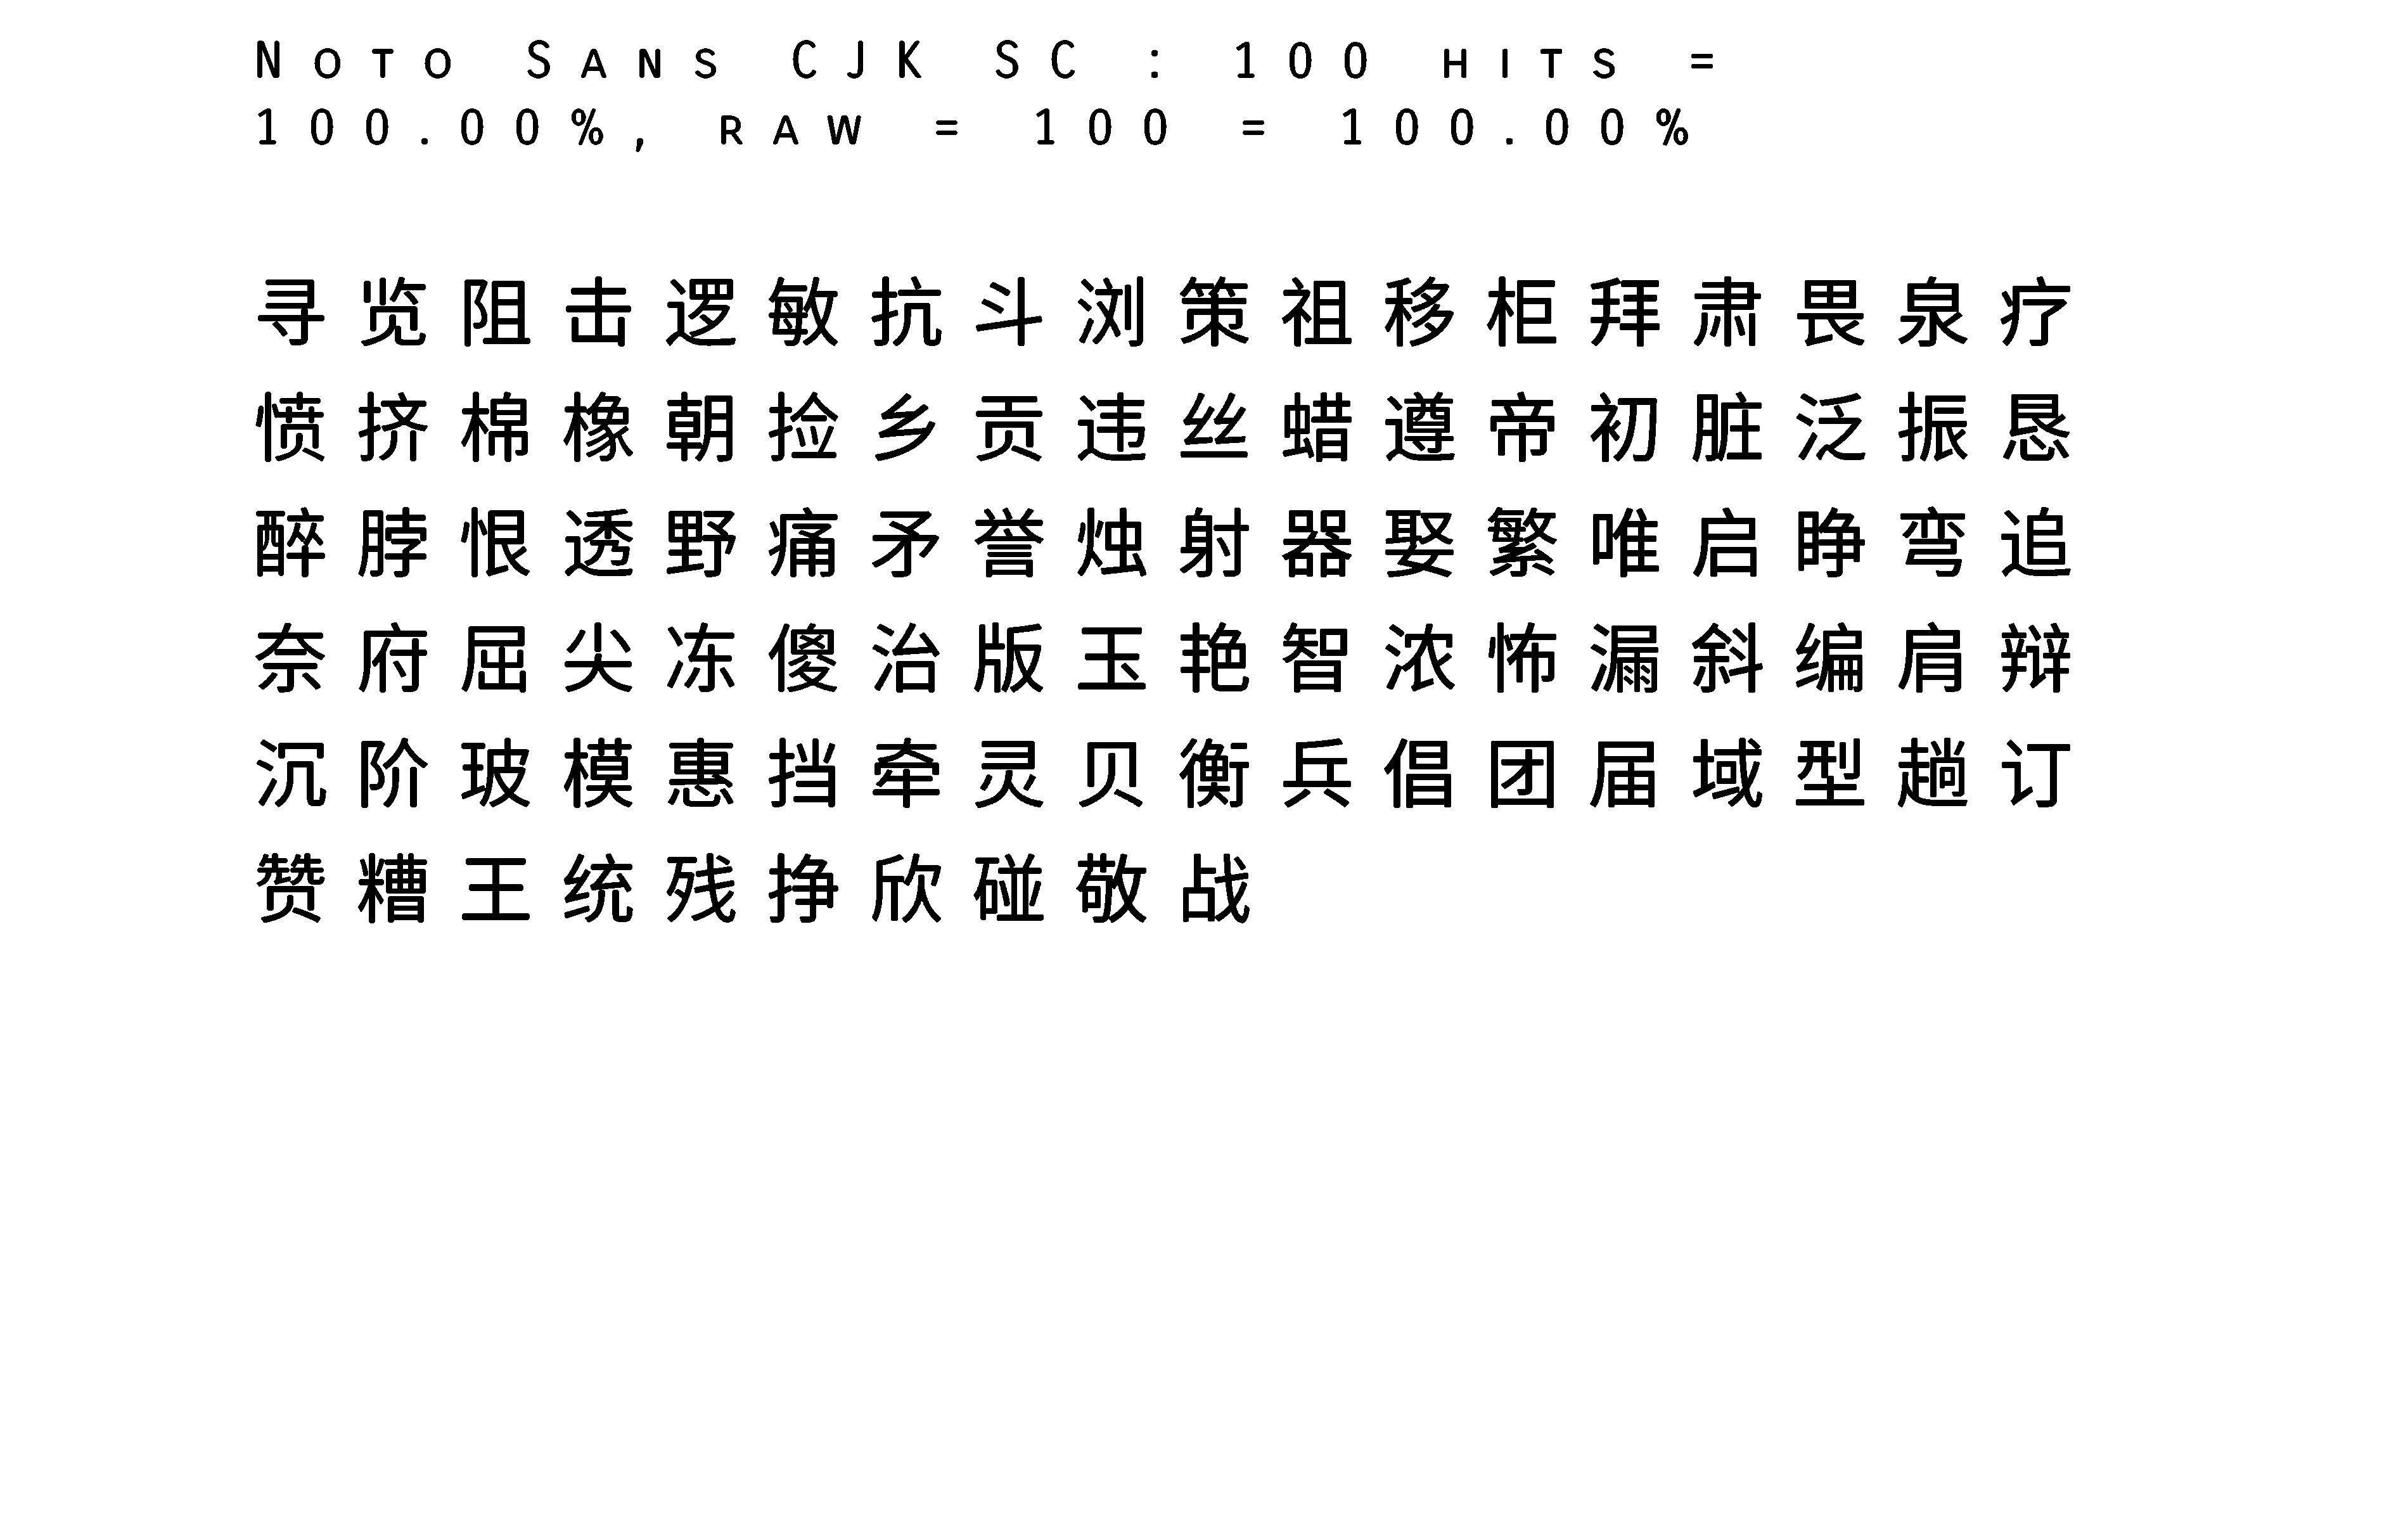 Noto Sans CJK SC : 100 hits =
100.00%, raw = 100 = 100.00%
寻览阻击逻敏抗斗浏策祖移柜拜肃畏泉疗
愤挤棉橡朝捡乡贡违丝蜡遵帝初脏泛振恳
醉脖恨透野痛矛誉烛射器娶繁唯启睁弯追
奈府屈尖冻傻治版玉艳智浓怖漏斜编肩辩
沉阶玻模惠挡牵灵贝衡兵倡团届域型趟订
赞糟王统残挣欣碰敬战